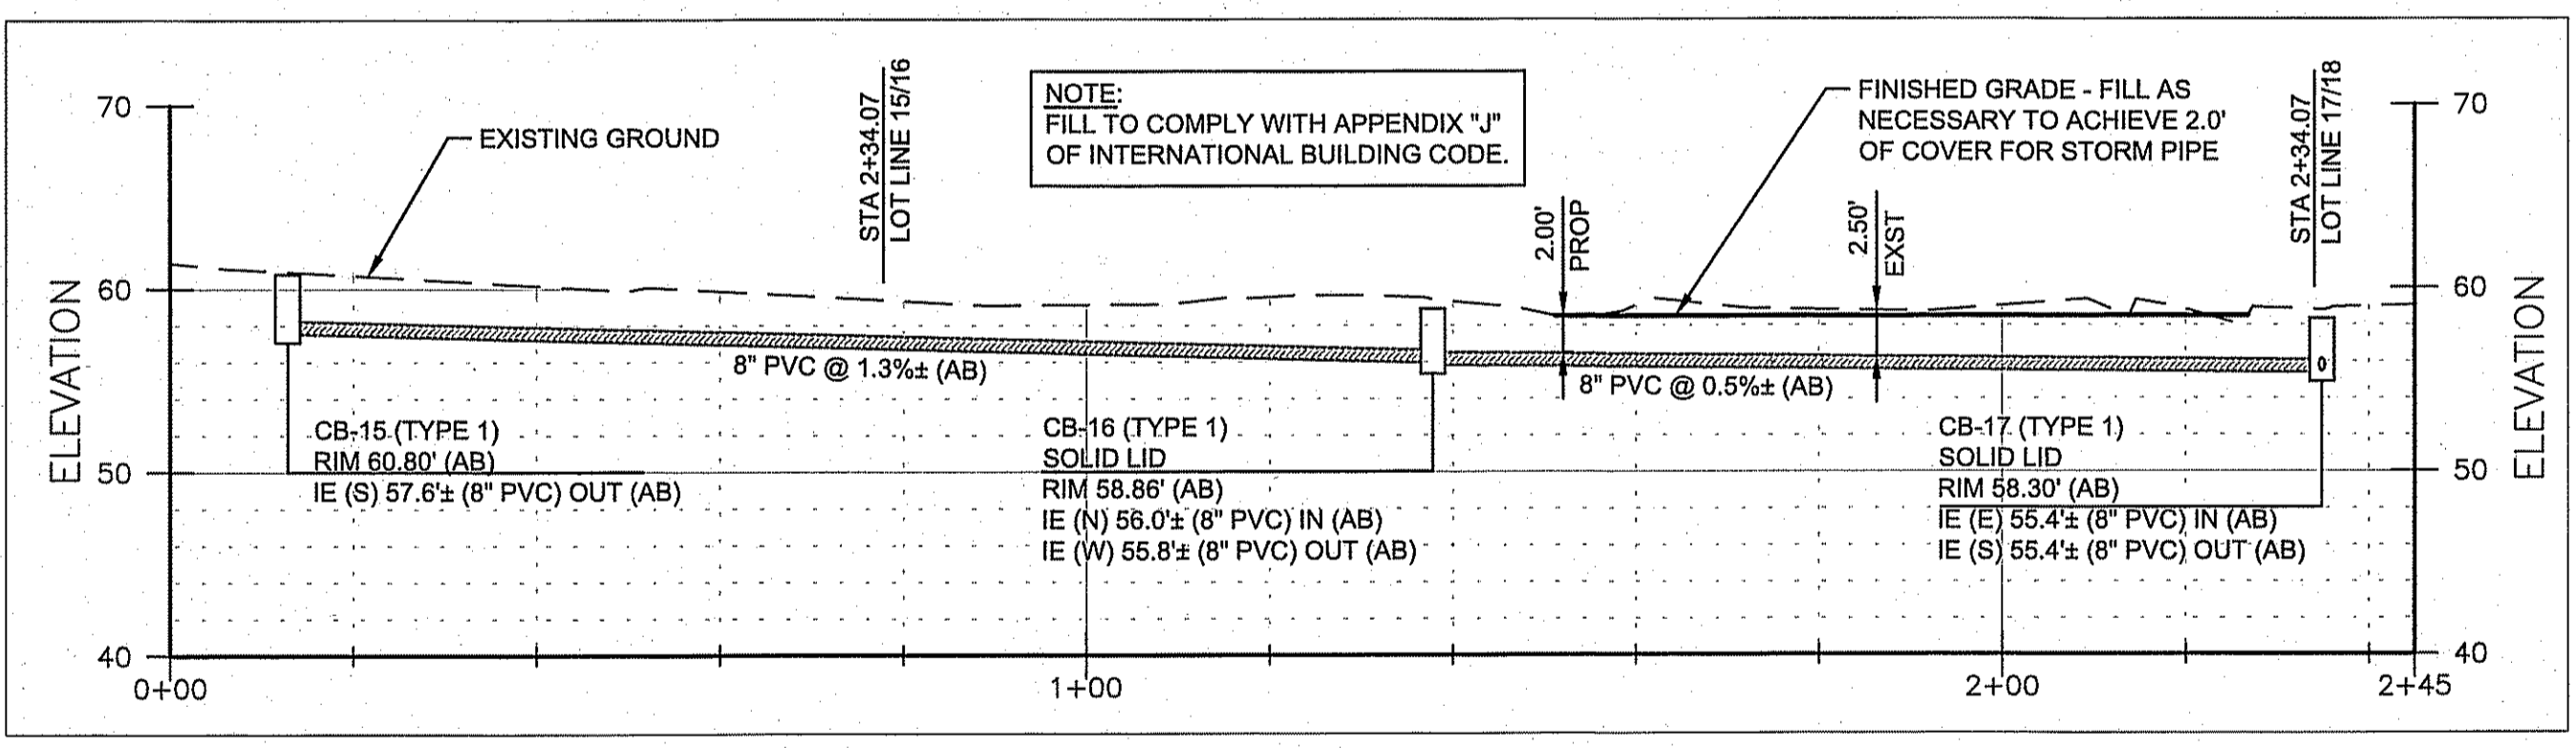 STA 2+34.07
LOT LINE 15/16
NOTE:
FILL TO COMPLY WITH APPENDIX "J"
OF INTERNATIONAL BUILDING CODE.
FINISHED GRADE - FILL AS
NECESSARY TO ACHIEVE 2.0'
OF COVER FOR STORM PIPE
STA 2+34.07
LOT LINE 17/18
EXISTING GROUND
2.00'
PROP
2.50'
EXST
70
60
50
40
ELEVATION
70
60
50
40
ELEVATION
8" PVC @ 1.3%± (AB)
8" PVC @ 0.5%± (AB)
CB-15 (TYPE 1)
RIM 60.80' (AB)
IE (S) 57.6'± (8" PVC) OUT (AB)
CB-16 (TYPE 1)
SOLID LID
RIM 58.86' (AB)
IE (N) 56.0'± (8" PVC) IN (AB)
IE (W) 55.8'± (8" PVC) OUT (AB)
CB-17 (TYPE 1)
SOLID LID
RIM 58.30' (AB)
IE (E) 55.4'± (8" PVC) IN (AB)
IE (S) 55.4'± (8" PVC) OUT (AB)
0+00
1+00
2+00
2+45